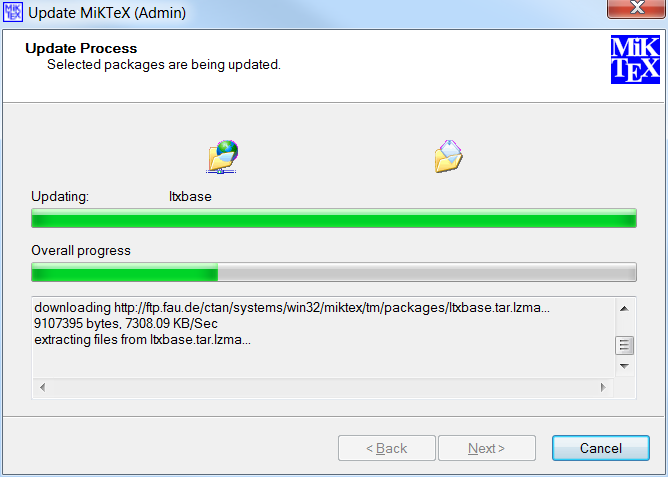 Update MiKTeX (Admin)
Update Process
Selected packages are being updated.
MiK
TEX
Updating: ltxbase
Overall progress
downloading http://ftp.fau.de/ctan/systems/win32/miktex/tm/packages/ltxbase.tar.lzma...
9107395 bytes, 7308.09 KB/Sec
extracting files from ltxbase.tar.lzma...
< Back Next > Cancel